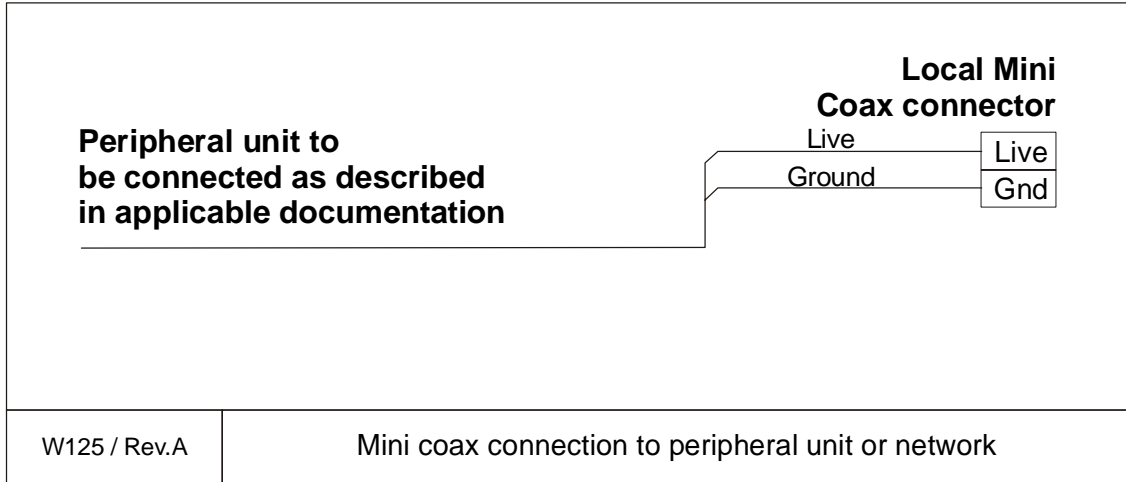 Local Mini
Coax connector
Peripheral unit to
be connected as described
in applicable documentation
Live
Live
Ground
Gnd
W125 / Rev.A
Mini coax connection to peripheral unit or network